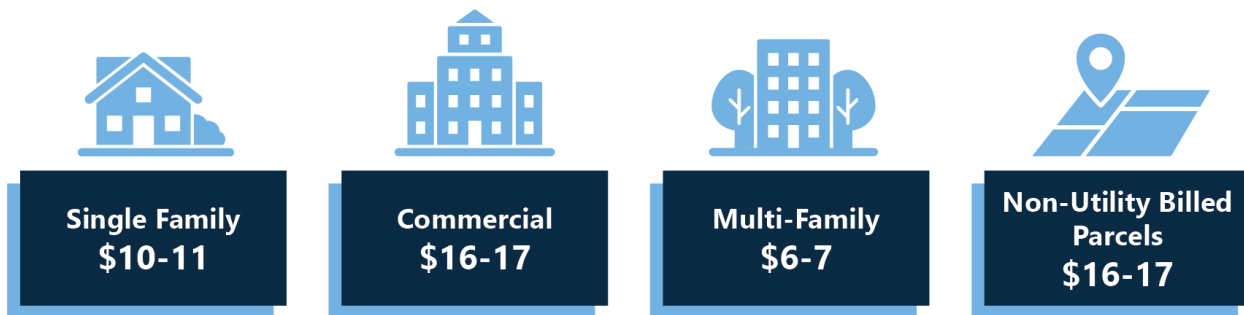 Single Family
$10-11
Commercial
$16-17
Multi-Family
$6-7
Non-Utility Billed
Parcels
$16-17